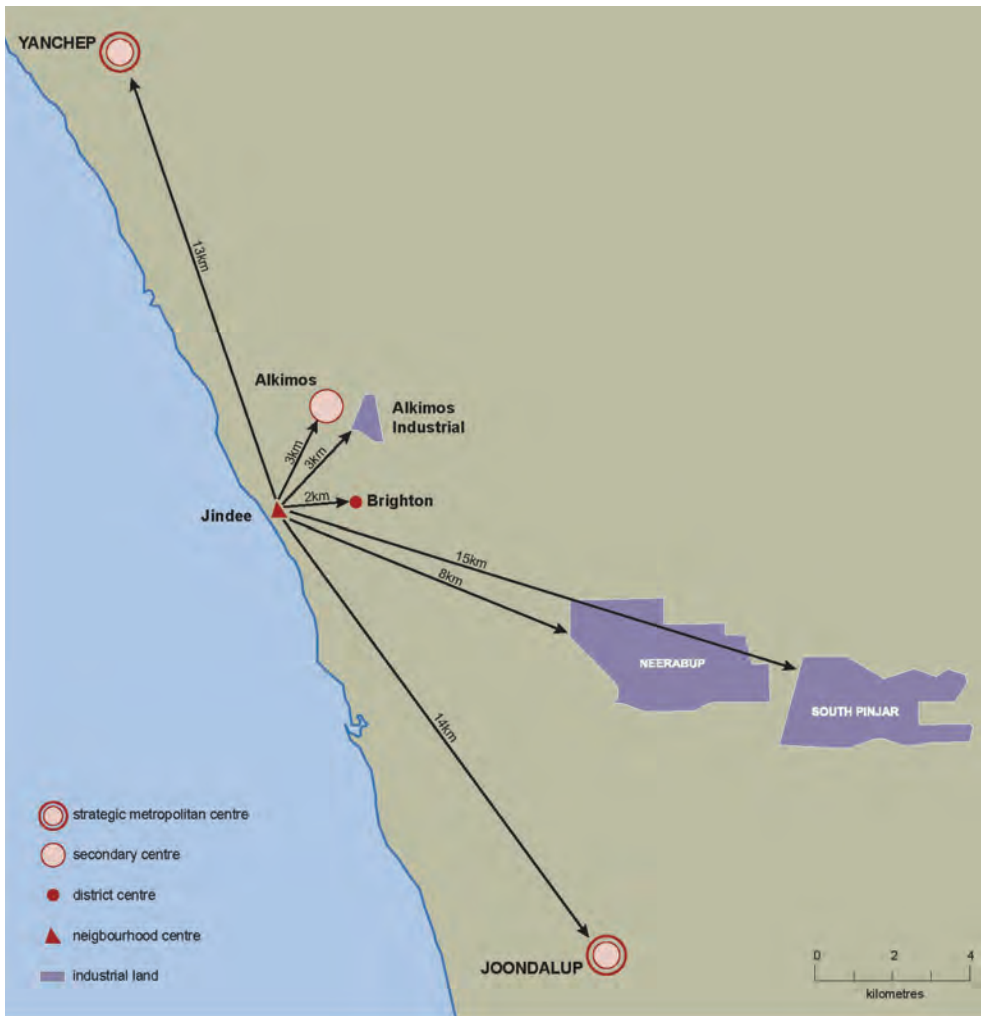 YANCHEP
13km
Alkimos
Alkimos
Industrial
3km
3km
2km
Brighton
Jindee
15km
8km
NEERABUP
SOUTH PINJAR
14km
strategic metropolitan centre
secondary centre
district centre
neigbourhood centre
industrial land
JOONDALUP
0 2 4
kilometres